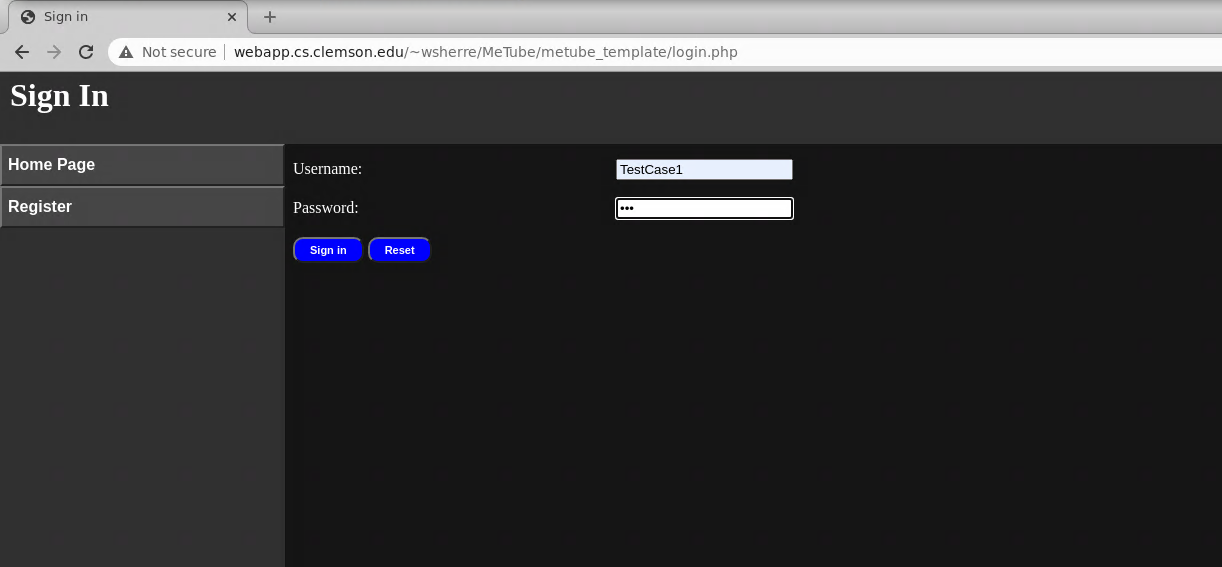 Sign in
Not secure webapp.cs.clemson.edu/~wsherre/MeTube/metube_template/login.php
Sign In
Home Page
Register
Username: TestCase1
Password: •••
Sign in Reset